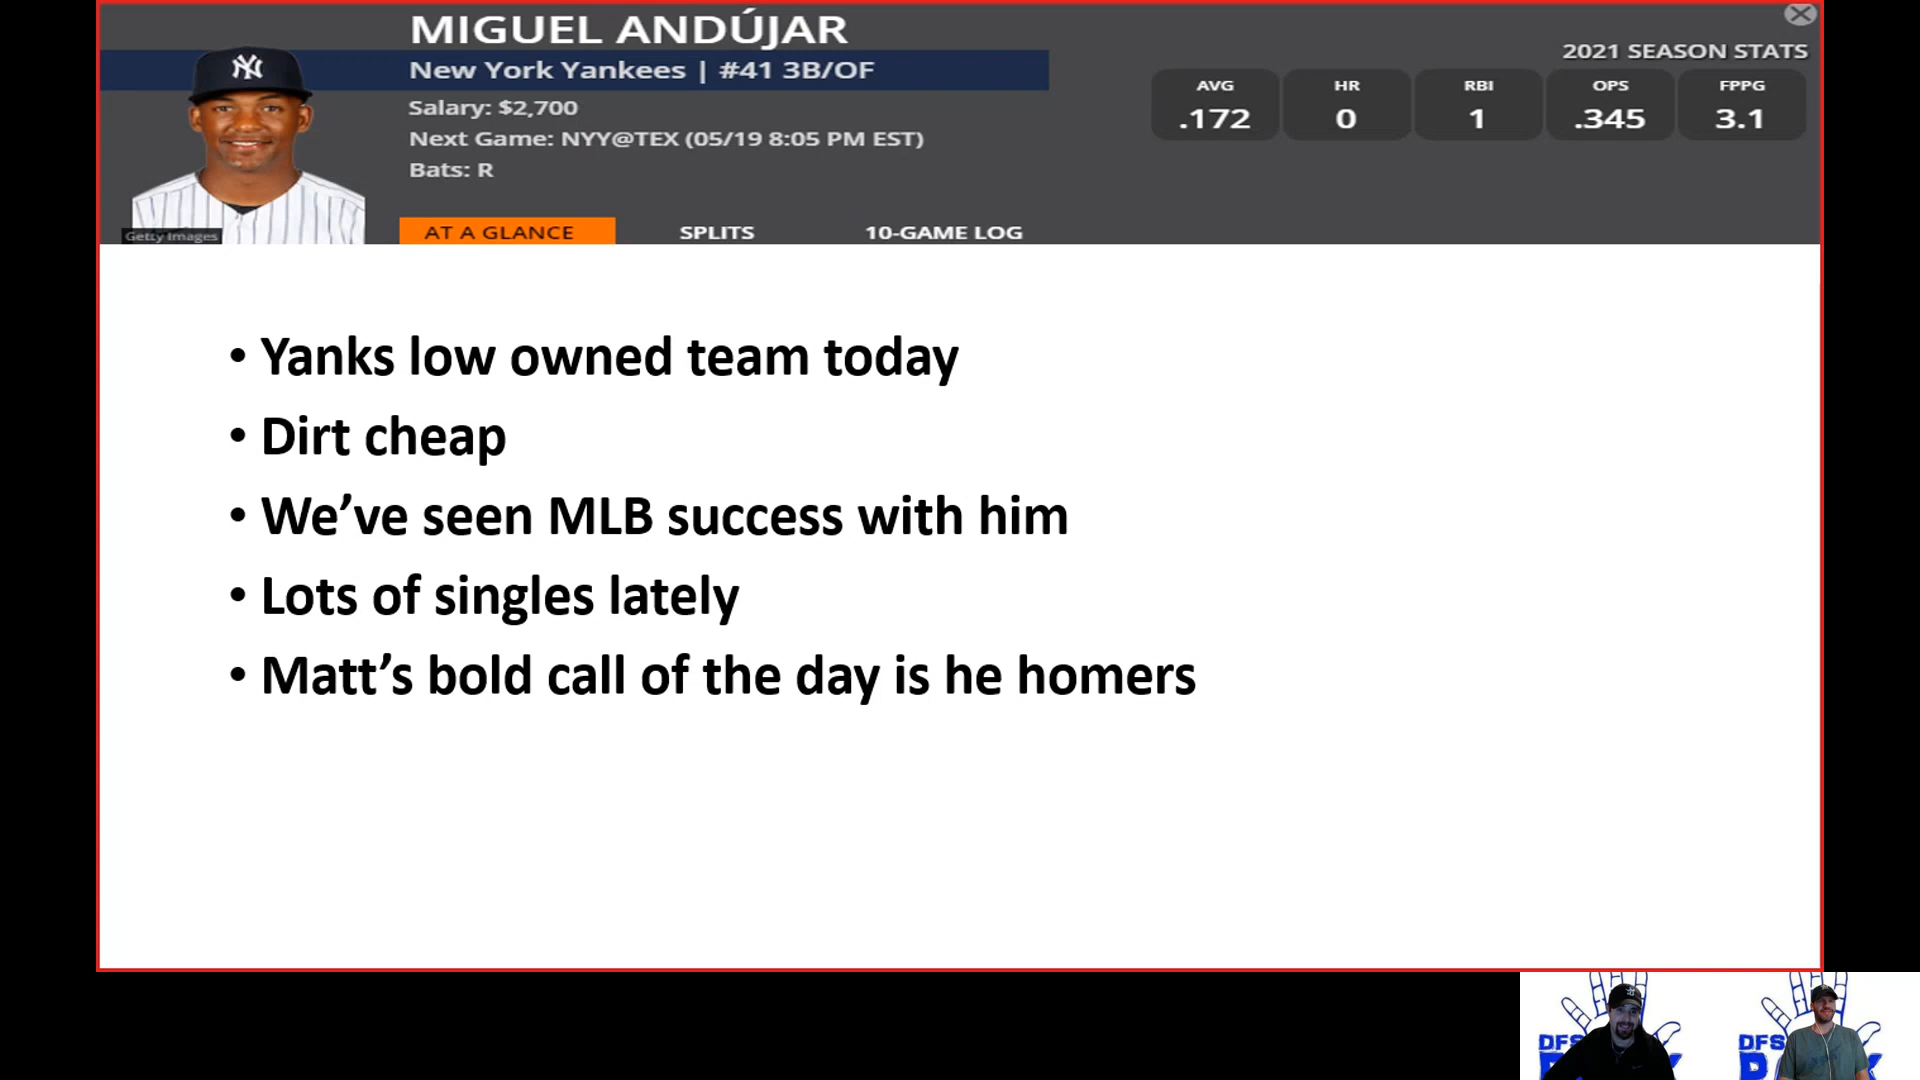 MIGUEL ANDÚJAR
New York Yankees | #41 3B/OF
Salary: $2,700
Next Game: NYY@TEX (05/19 8:05 PM EST)
Bats: R
2021 SEASON STATS
AVG HR RBI OPS FPPG
.172 0 1 .345 3.1
Getty Images
AT A GLANCE SPLITS 10-GAME LOG
• Yanks low owned team today
• Dirt cheap
• We’ve seen MLB success with him
• Lots of singles lately
• Matt’s bold call of the day is he homers
DFS DFS